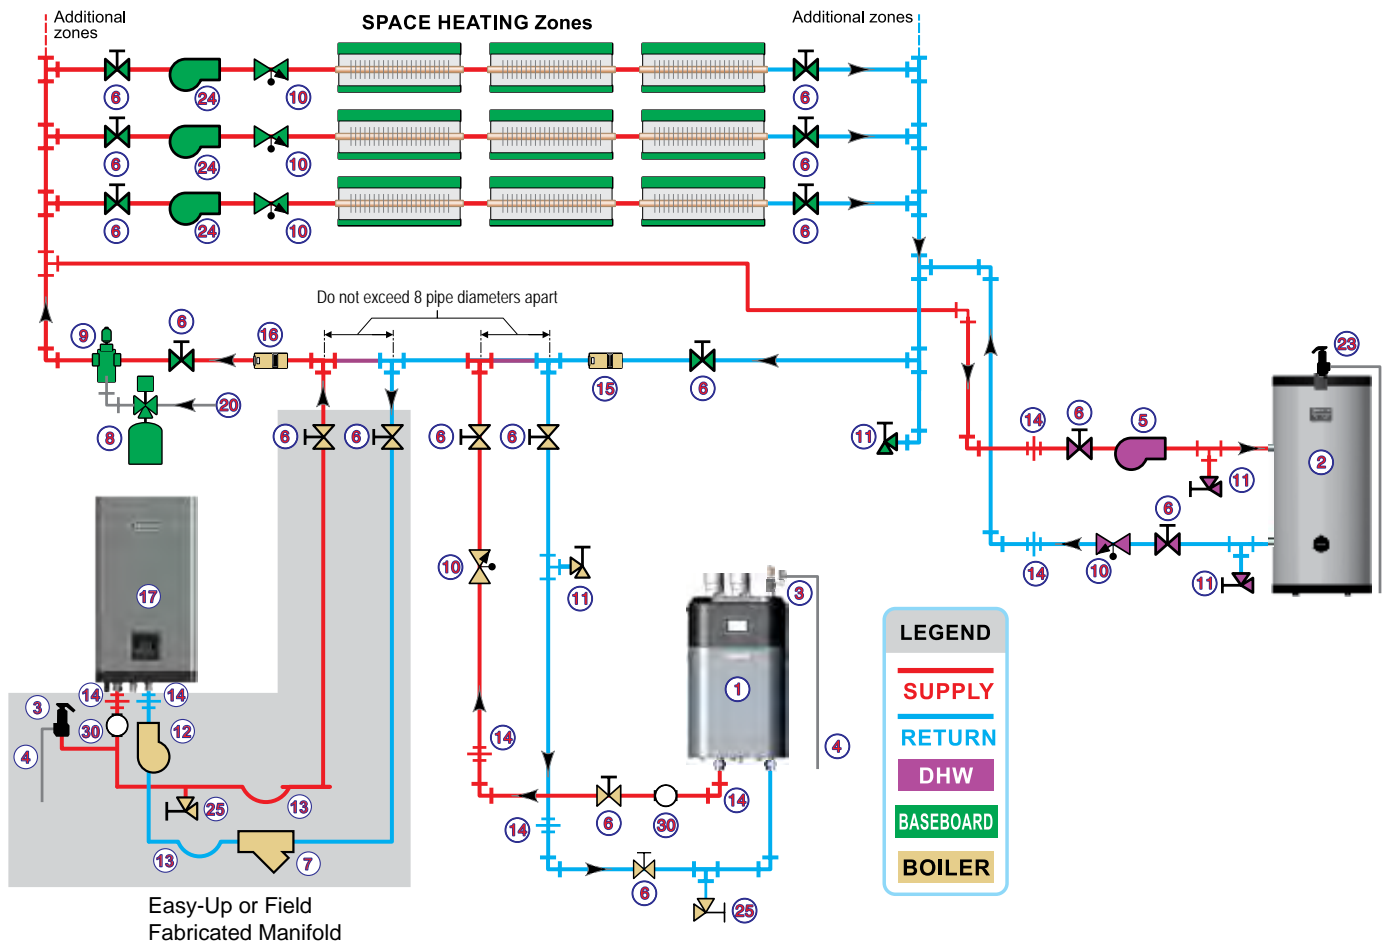 Additional
zones
SPACE HEATING Zones
Additional zones
6 24 10 6
6 24 10 6
6 24 10 6
Do not exceed 8 pipe diameters apart
9 6 16 15 6 23
20
8 6 6 6 6 11 14 6 5 2
11
6
17 10 11 14 10 11
3
LEGEND
1
SUPPLY
14 14
3 30 12 14 4
RETURN
4
DHW
25 13 6 30 14
14
BASEBOARD
13 7 6
BOILER
25
Easy-Up or Field
Fabricated Manifold